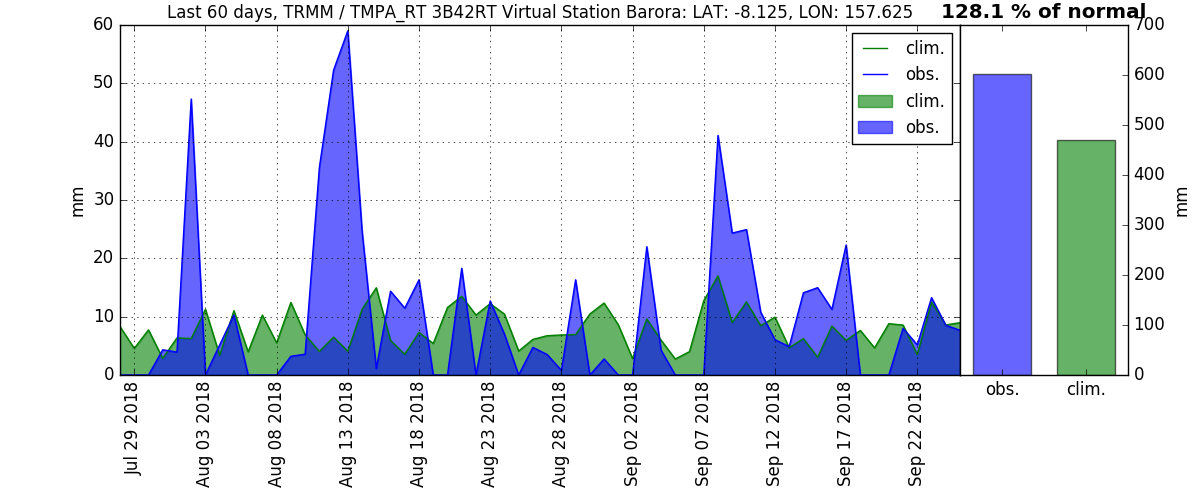 Last 60 days, TRMM / TMPA_RT 3B42RT Virtual Station Barora: LAT: -8.125, LON: 157.625
128.1 % of normal
mm
60
50
40
30
20
10
0
clim.
obs.
clim.
obs.
Jul 29 2018
Aug 03 2018
Aug 08 2018
Aug 13 2018
Aug 18 2018
Aug 23 2018
Aug 28 2018
Sep 02 2018
Sep 07 2018
Sep 12 2018
Sep 17 2018
Sep 22 2018
700
600
500
400
300
200
100
0
mm
obs.
clim.